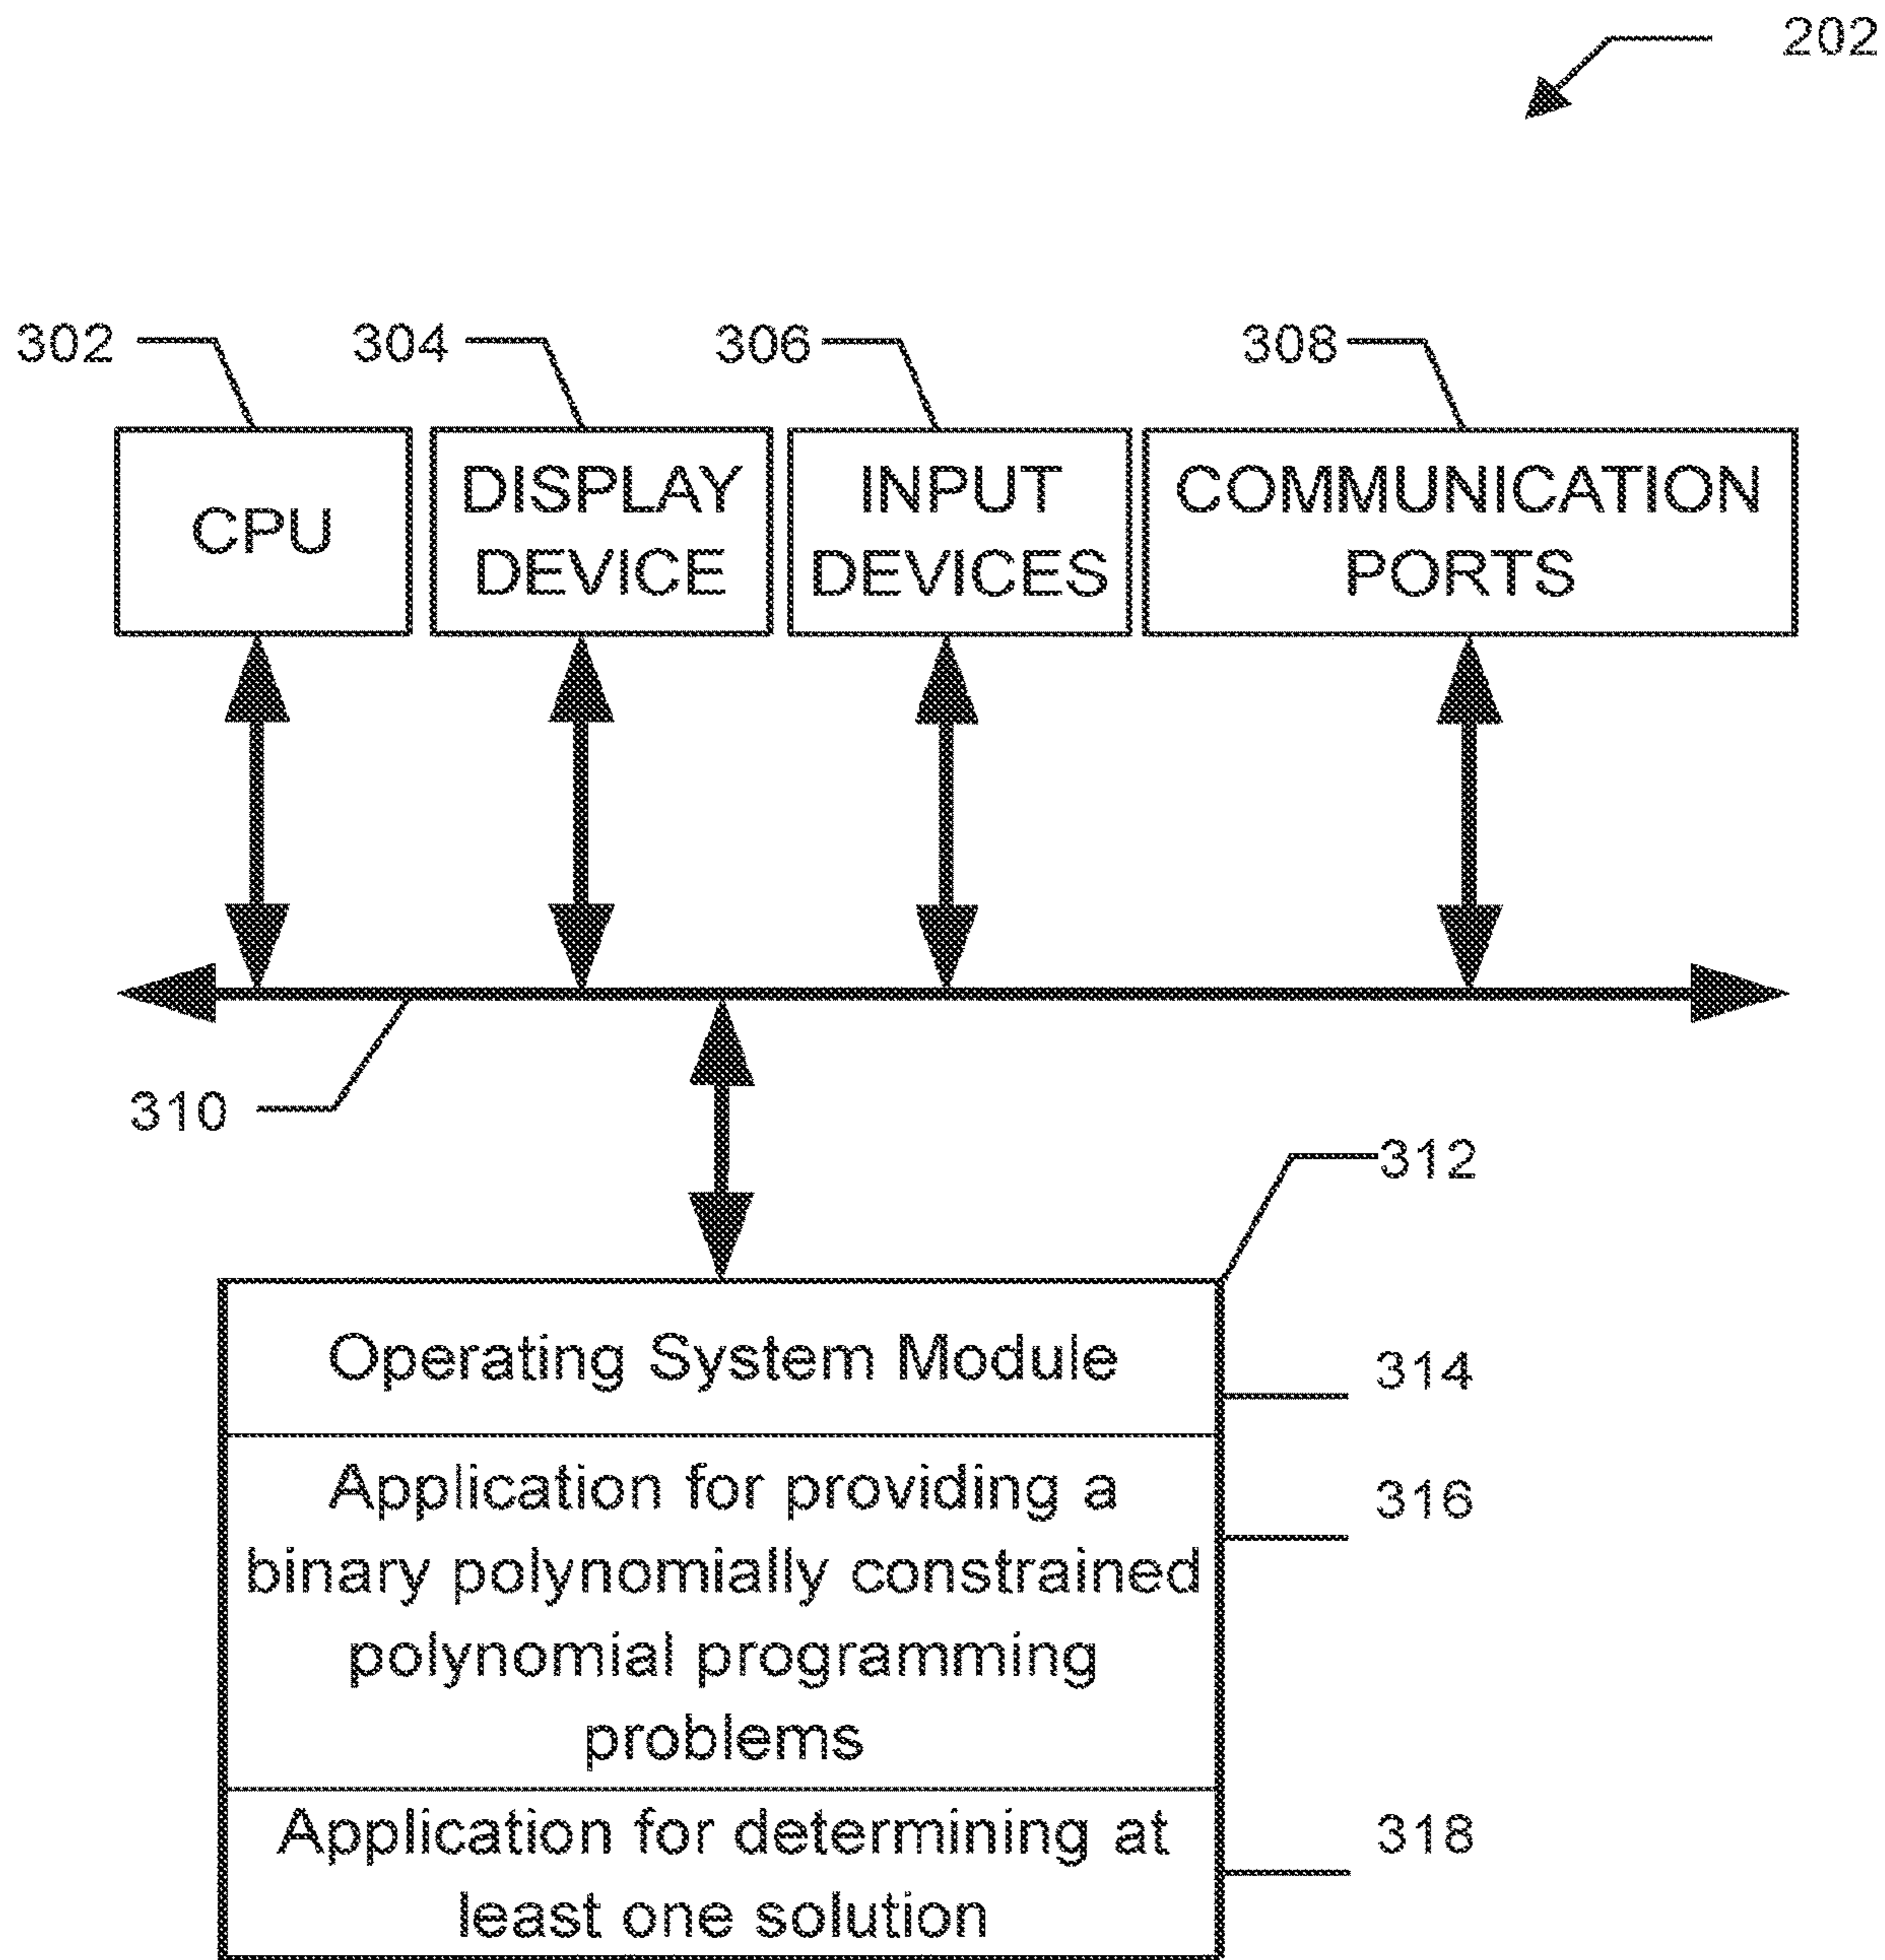 202
302
304
306
308
CPU
DISPLAY
DEVICE
INPUT
DEVICES
COMMUNICATION
PORTS
310
312
Operating System Module
314
Application for providing a
binary polynomially constrained
polynomial programming
problems
316
Application for determining at
least one solution
318